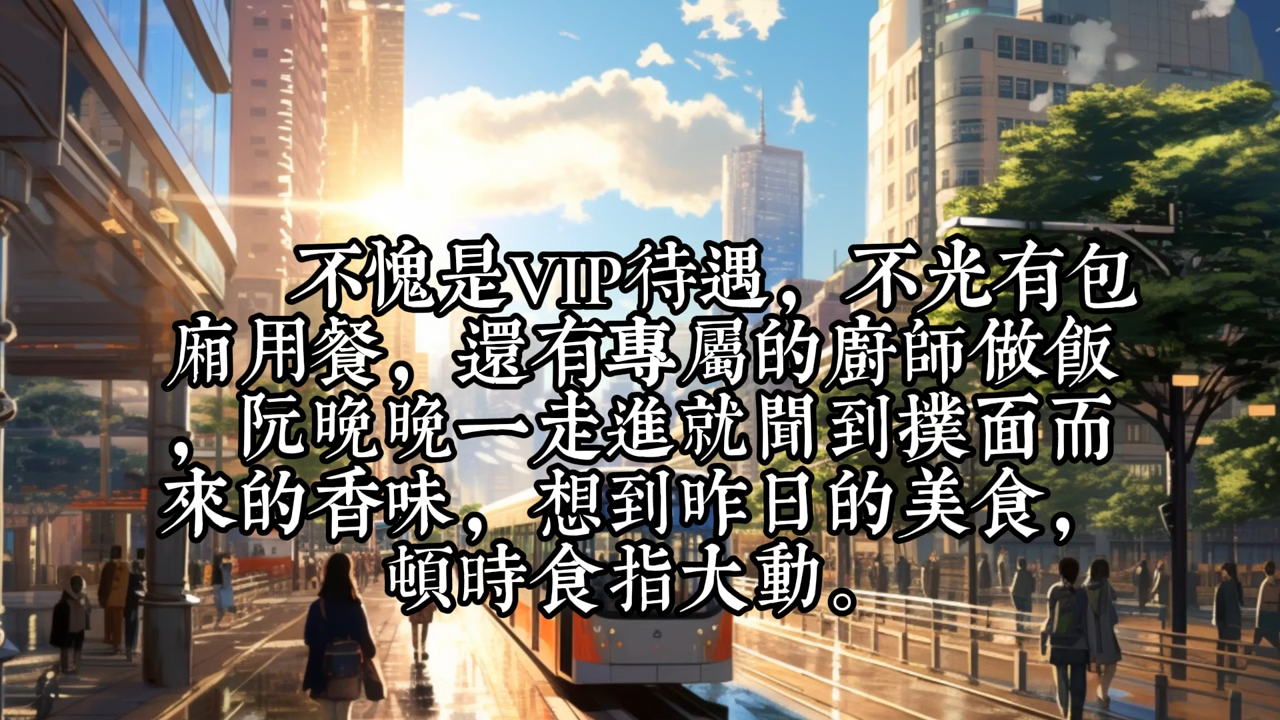 不愧是VIP待遇，不光有包
廂用餐，還有專屬的廚師做飯
，阮晚晚一走進就聞到撲面而
來的香味，想到昨日的美食，
頓時食指大動。